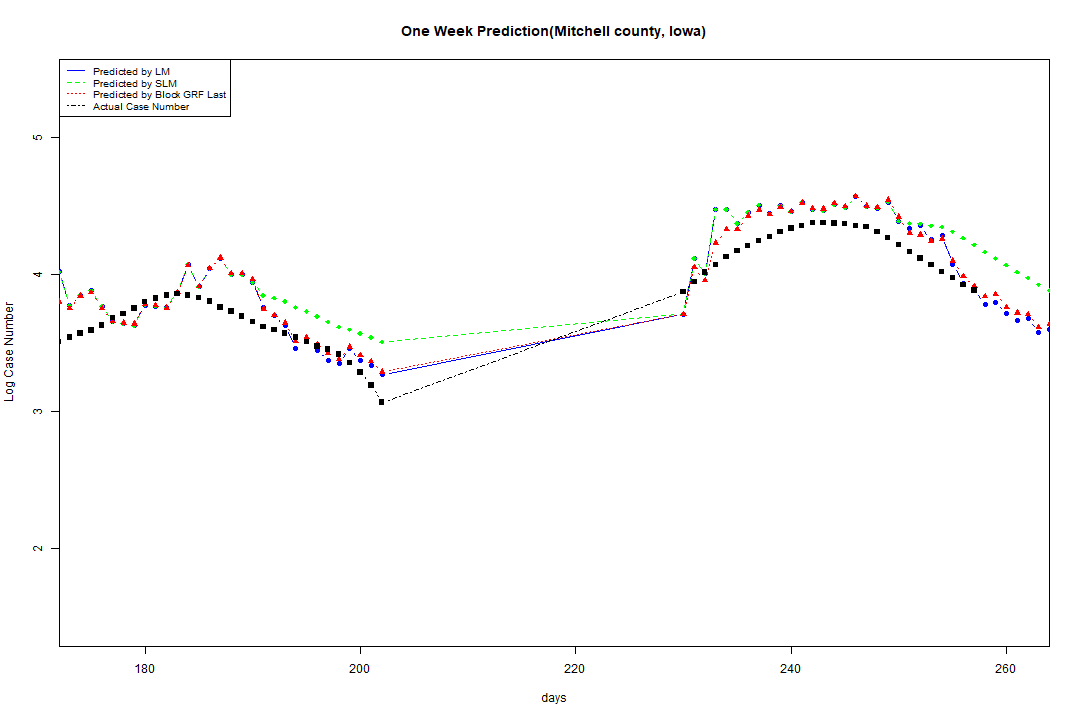 One Week Prediction(Mitchell county, Iowa)
Predicted by LM
Predicted by SLM
Predicted by Block GRF Last
Actual Case Number
5
4
3
2
Log Case Number
180 200 220 240 260
days